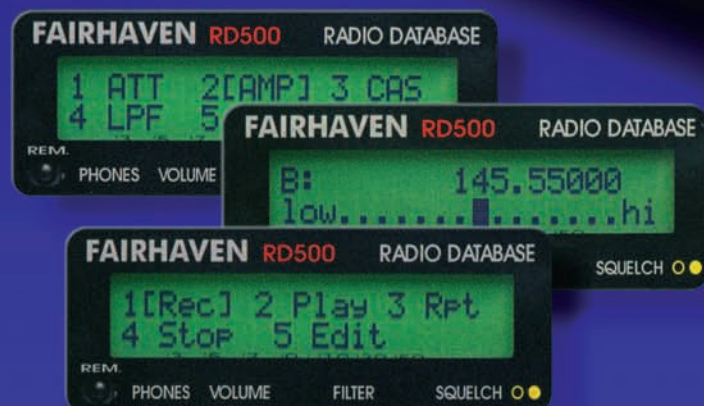 FAIRHAVEN RD500 RADIO DATABASE
1 ATT 2[AMP] 3 CAS
4 LPF 5
REM.
PHONES VOLUME
FAIRHAVEN RD500 RADIO DATABASE
B: 145.55000
low.......█.......hi
SQUELCH
FAIRHAVEN RD500 RADIO DATABASE
1[Rec] 2 Play 3 Rpt
4 Stop 5 Edit
REM.
PHONES VOLUME FILTER SQUELCH